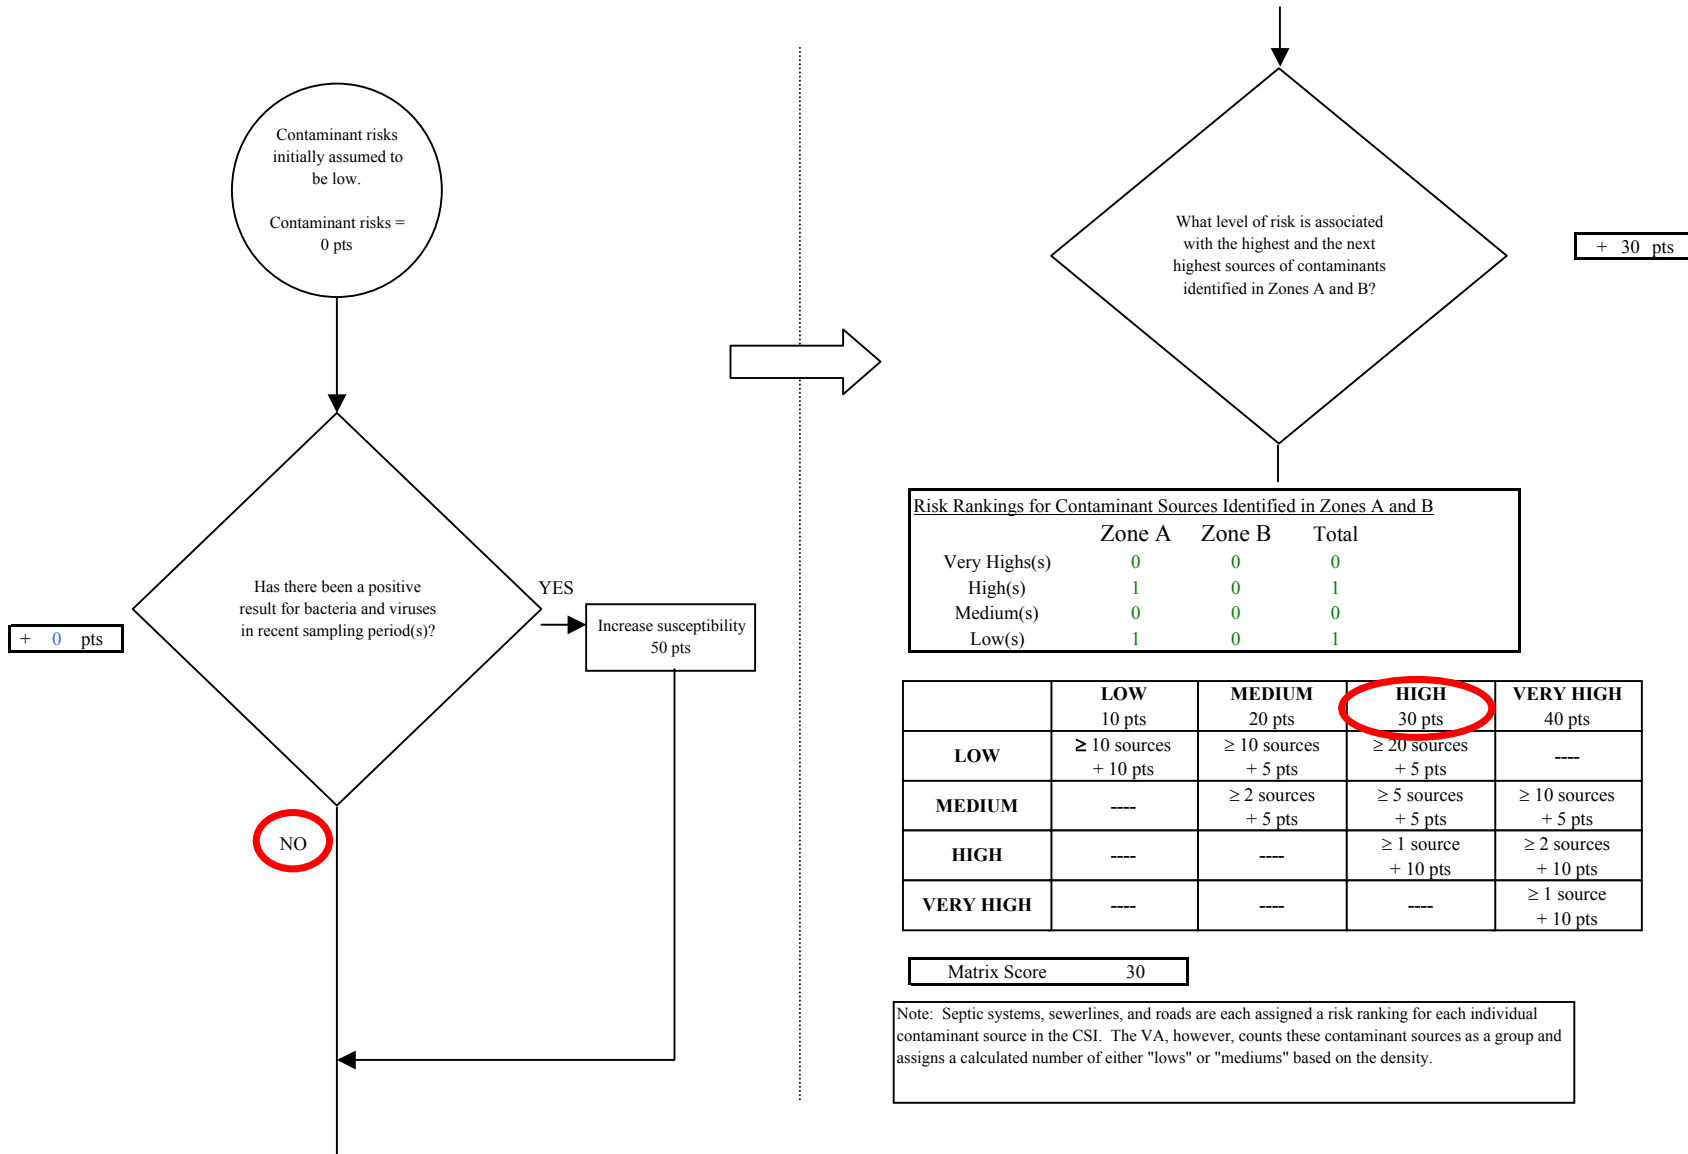 Contaminant risks
initially assumed to
be low.
Contaminant risks =
0 pts
Has there been a positive
result for bacteria and viruses
in recent sampling period(s)?
+ 0 pts
YES
Increase susceptibility
50 pts
NO
What level of risk is associated
with the highest and the next
highest sources of contaminants
identified in Zones A and B?
+ 30 pts
Risk Rankings for Contaminant Sources Identified in Zones A and B
Zone A Zone B Total
Very Highs(s) 0 0 0
High(s) 1 0 1
Medium(s) 0 0 0
Low(s) 1 0 1
LOW MEDIUM HIGH VERY HIGH
10 pts 20 pts 30 pts 40 pts
LOW ≥ 10 sources + 10 pts ≥ 10 sources + 5 pts ≥ 20 sources + 5 pts ----
MEDIUM ---- ≥ 2 sources + 5 pts ≥ 5 sources + 5 pts ≥ 10 sources + 5 pts
HIGH ---- ---- ≥ 1 source + 10 pts ≥ 2 sources + 10 pts
VERY HIGH ---- ---- ---- ≥ 1 source + 10 pts
Matrix Score 30
Note: Septic systems, sewerlines, and roads are each assigned a risk ranking for each individual
contaminant source in the CSI. The VA, however, counts these contaminant sources as a group and
assigns a calculated number of either "lows" or "mediums" based on the density.